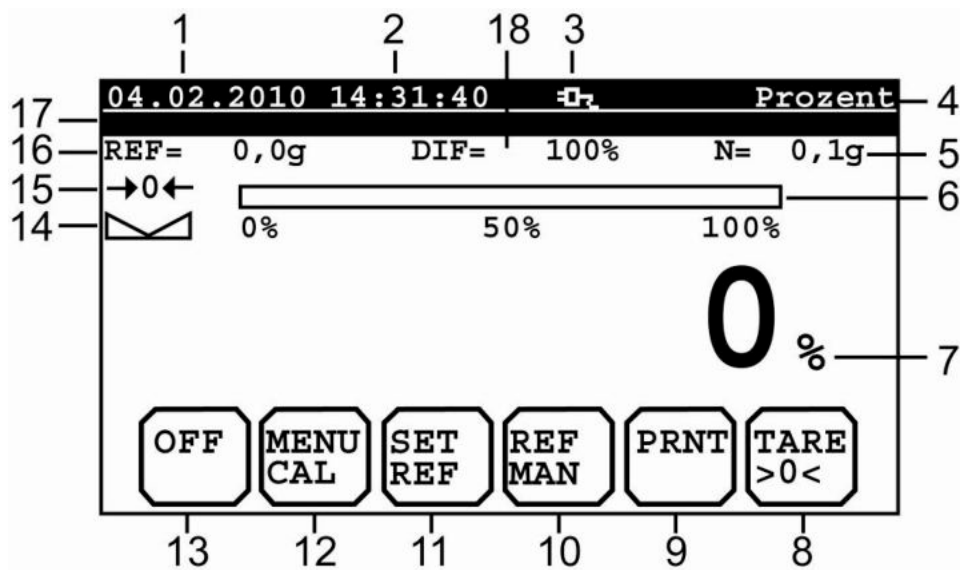 1 2 18 3
04.02.2010 14:31:40 Prozent 4
17
16 REF= 0,0g DIF= 100% N= 0,1g 5
15 →0← 6
14 0% 50% 100%
0 % 7
OFF MENU SET REF PRNT TARE
CAL REF MAN >0<
13 12 11 10 9 8